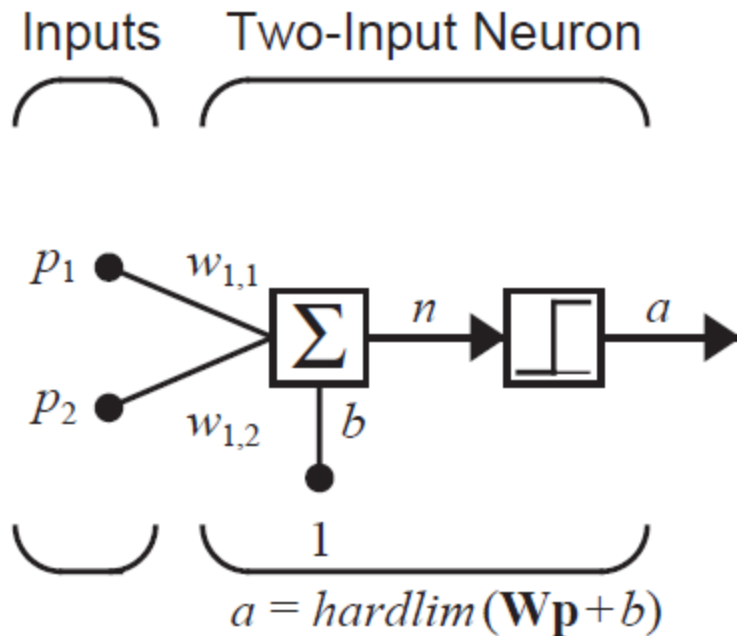 Inputs Two-Input Neuron
p₁ w₁,₁
Σ n a
p₂ w₁,₂ b
1
a = hardlim(Wp+b)